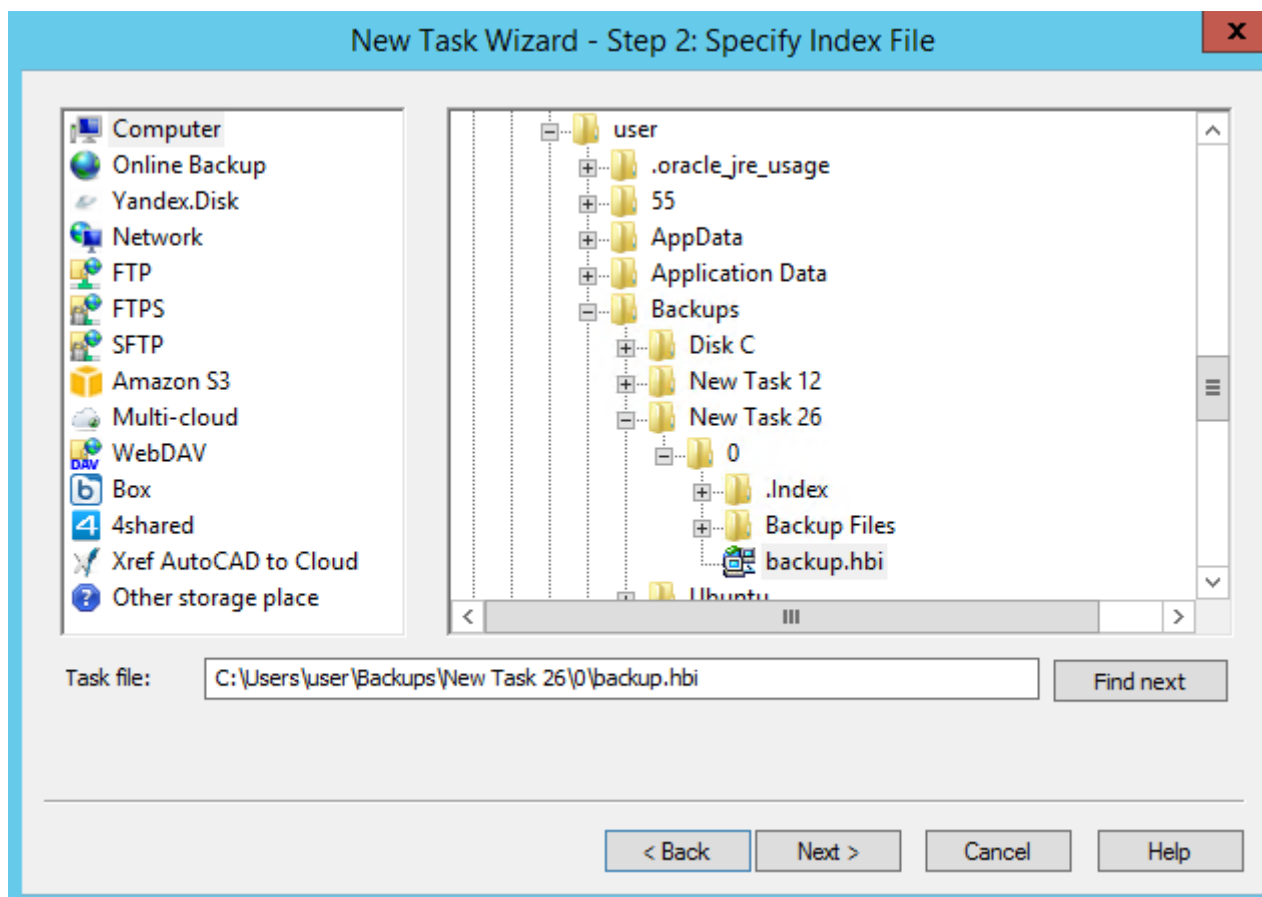 New Task Wizard - Step 2: Specify Index File
x
Computer
Online Backup
Yandex.Disk
Network
FTP
FTPS
SFTP
Amazon S3
Multi-cloud
DAV
WebDAV
b
Box
4
4shared
Xref AutoCAD to Cloud
?
Other storage place
user
.oracle_jre_usage
55
AppData
Application Data
Backups
Disk C
New Task 12
New Task 26
0
.Index
Backup Files
backup.hbi
Ubuntu
Task file:
C:\Users\user\Backups\New Task 26\0\backup.hbi
Find next
< Back
Next >
Cancel
Help